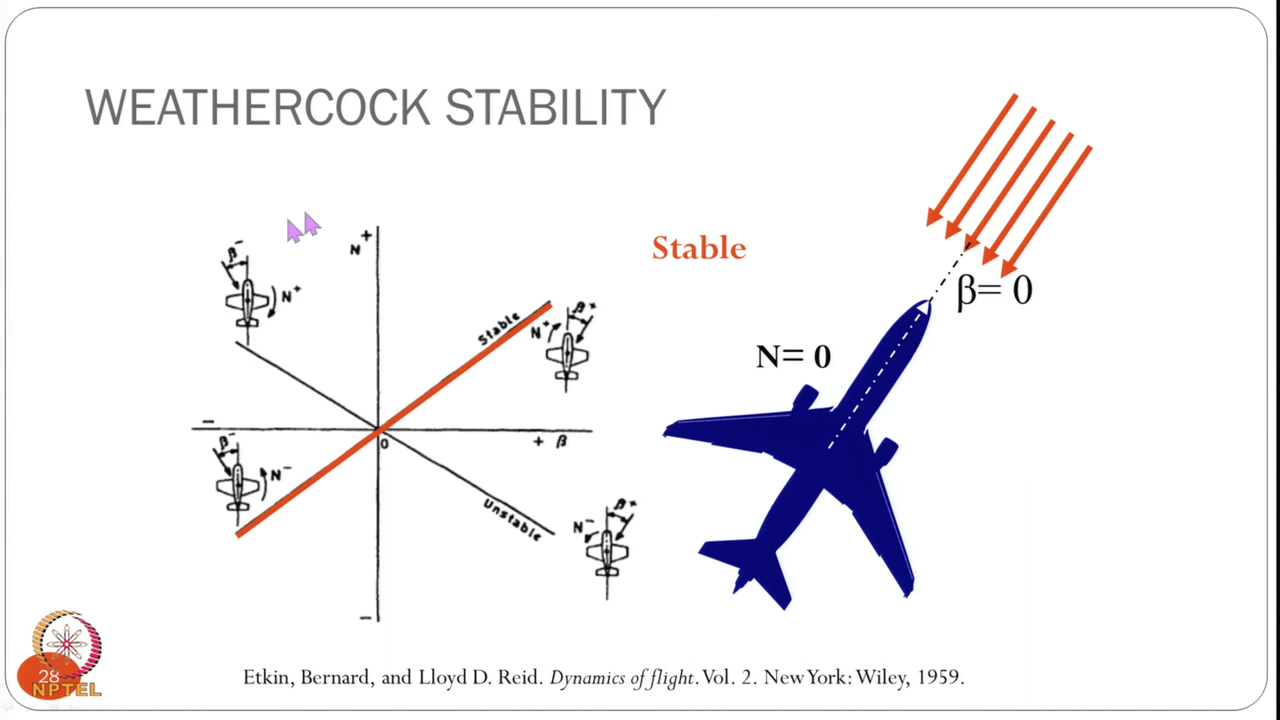 WEATHERCOCK STABILITY
N+
β-
N+
Stable
N+
β+
Stable
β= 0
N= 0
-
0
+ β
β-
N-
Unstable
N-
β+
-
28
NPTEL
Etkin, Bernard, and Lloyd D. Reid. Dynamics of flight. Vol. 2. New York: Wiley, 1959.